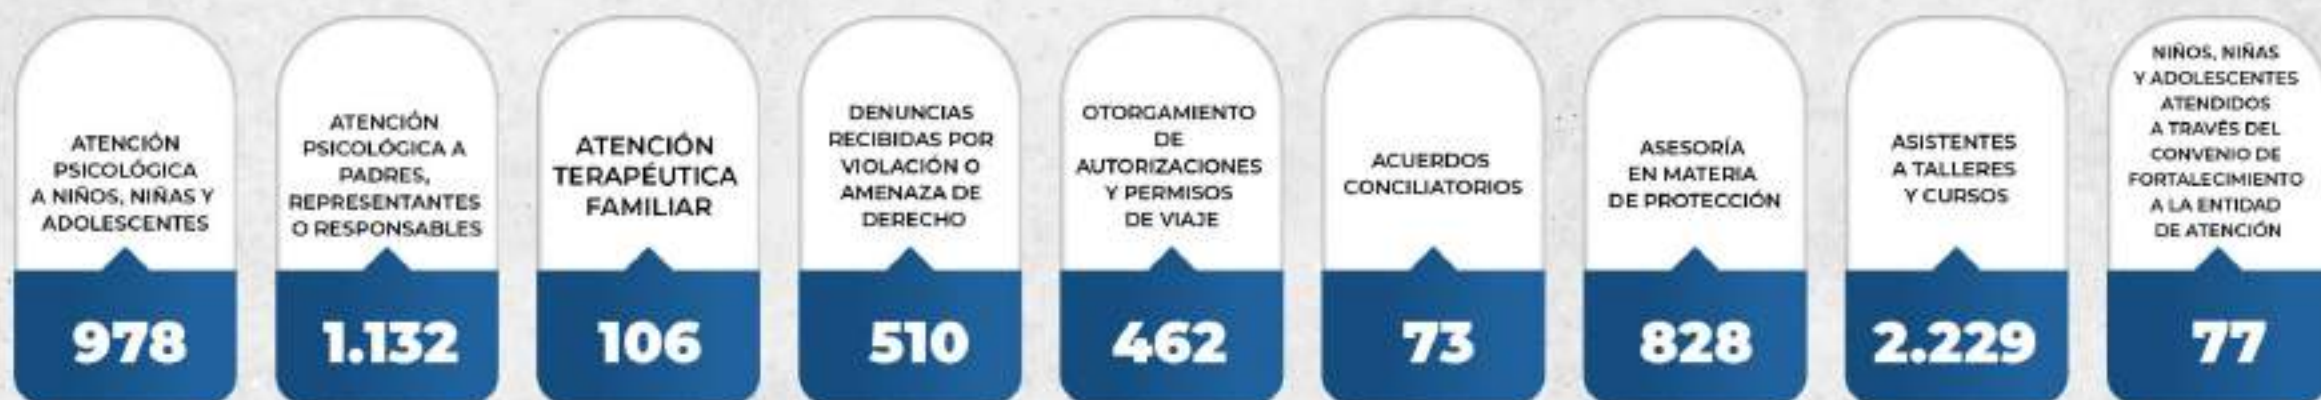 ATENCIÓN
PSICOLÓGICA
A NIÑOS, NIÑAS Y
ADOLESCENTES
978
ATENCIÓN
PSICOLÓGICA A
PADRES,
REPRESENTANTES
O RESPONSABLES
1.132
ATENCIÓN
TERAPÉUTICA
FAMILIAR
106
DENUNCIAS
RECIBIDAS POR
VIOLACIÓN O
AMENAZA DE
DERECHO
510
OTORGAMIENTO
DE
AUTORIZACIONES
Y PERMISOS
DE VIAJE
462
ACUERDOS
CONCILIATORIOS
73
ASESORÍA
EN MATERIA
DE PROTECCIÓN
828
ASISTENTES
A TALLERES
Y CURSOS
2.229
NIÑOS, NIÑAS
Y ADOLESCENTES
ATENDIDOS
A TRAVÉS DEL
CONVENIO DE
FORTALECIMIENTO
A LA ENTIDAD
DE ATENCIÓN
77